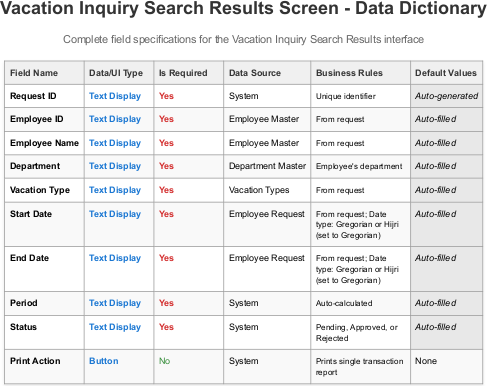 Vacation Inquiry Search Results Screen - Data Dictionary
Complete field specifications for the Vacation Inquiry Search Results interface
Field Name Data/UI Type Is Required Data Source Business Rules Default Values
Request ID Text Display Yes System Unique identifier Auto-generated
Employee ID Text Display Yes Employee Master From request Auto-filled
Employee Name Text Display Yes Employee Master From request Auto-filled
Department Text Display Yes Department Master Employee's department Auto-filled
Vacation Type Text Display Yes Vacation Types From request Auto-filled
Start Date Text Display Yes Employee Request From request; Date Auto-filled
type: Gregorian or Hijri
(set to Gregorian)
End Date Text Display Yes Employee Request From request; Date Auto-filled
type: Gregorian or Hijri
(set to Gregorian)
Period Text Display Yes System Auto-calculated Auto-filled
Status Text Display Yes System Pending, Approved, or Auto-filled
Rejected
Print Action Button No System Prints single transaction None
report